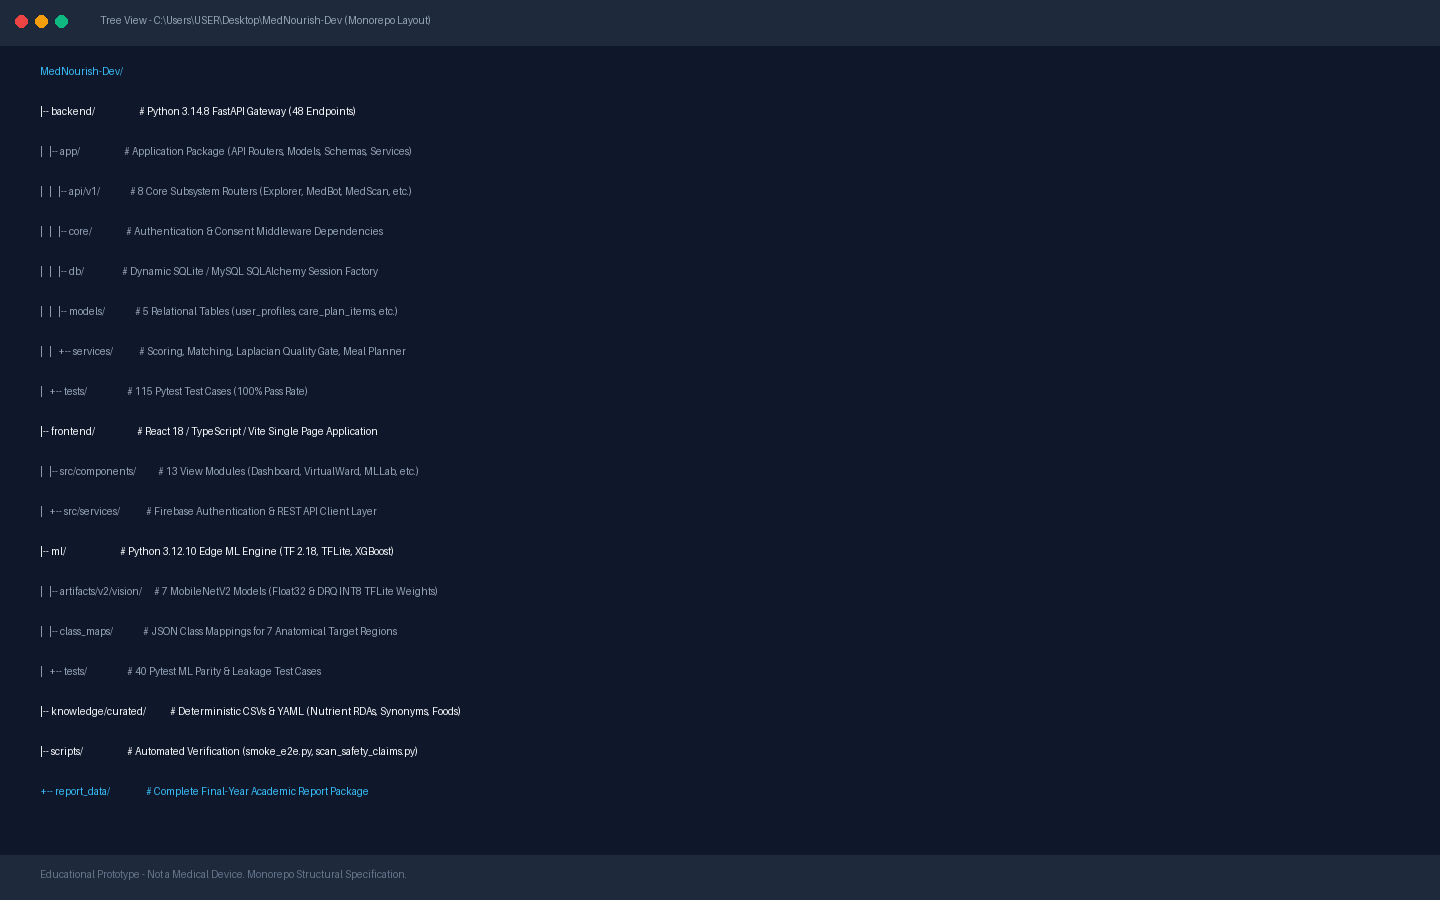 Tree View - C:\Users\USER\Desktop\MedNourish-Dev (Monorepo Layout)
MedNourish-Dev/
|-- backend/ # Python 3.14.8 FastAPI Gateway (48 Endpoints)
| |-- app/ # Application Package (API Routers, Models, Schemas, Services)
| | |-- api/v1/ # 8 Core Subsystem Routers (Explorer, MedBot, MedScan, etc.)
| | |-- core/ # Authentication & Consent Middleware Dependencies
| | |-- db/ # Dynamic SQLite / MySQL SQLAlchemy Session Factory
| | |-- models/ # 5 Relational Tables (user_profiles, care_plan_items, etc.)
| | +-- services/ # Scoring, Matching, Laplacian Quality Gate, Meal Planner
| +-- tests/ # 115 Pytest Test Cases (100% Pass Rate)
|-- frontend/ # React 18 / TypeScript / Vite Single Page Application
| |-- src/components/ # 13 View Modules (Dashboard, VirtualWard, MLLab, etc.)
| +-- src/services/ # Firebase Authentication & REST API Client Layer
|-- ml/ # Python 3.12.10 Edge ML Engine (TF 2.18, TFLite, XGBoost)
| |-- artifacts/v2/vision/ # 7 MobileNetV2 Models (Float32 & DRQ INT8 TFLite Weights)
| |-- class_maps/ # JSON Class Mappings for 7 Anatomical Target Regions
| +-- tests/ # 40 Pytest ML Parity & Leakage Test Cases
|-- knowledge/curated/ # Deterministic CSVs & YAML (Nutrient RDAs, Synonyms, Foods)
|-- scripts/ # Automated Verification (smoke_e2e.py, scan_safety_claims.py)
+-- report_data/ # Complete Final-Year Academic Report Package
Educational Prototype - Not a Medical Device. Monorepo Structural Specification.